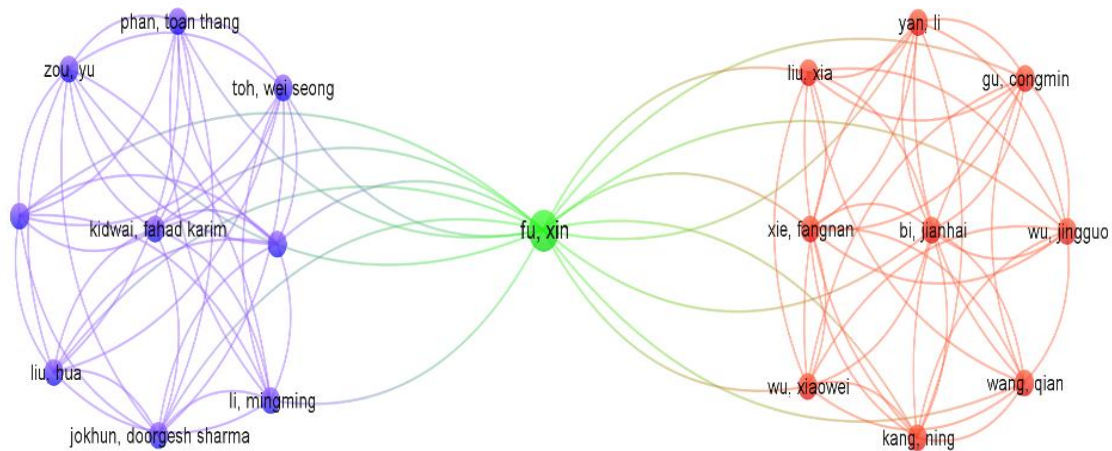 phan, toan thang
zou, yu
toh, wei seong
kidwai, fahad karim
liu, hua
li, mingming
jokhun, doorgesh sharma
fu, xin
yan, li
liu, xia
gu, congmin
xie, fangnan
bi, jianhai
wu, jingguo
wu, xiaowei
wang, qian
kang, ning